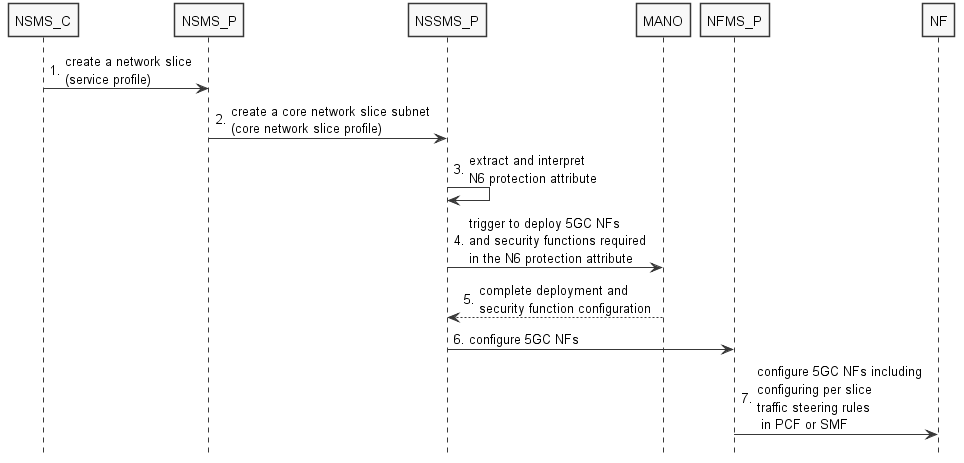 NSMS_C NSMS_P NSSMS_P MANO NFMS_P NF
1. create a network slice
(service profile)
2. create a core network slice subnet
(core network slice profile)
3. extract and interpret
N6 protection attribute
trigger to deploy 5GC NFs
4. and security functions required
in the N6 protection attribute
5. complete deployment and
security function configuration
6. configure 5GC NFs
configure 5GC NFs including
configuring per slice
7. traffic steering rules
in PCF or SMF